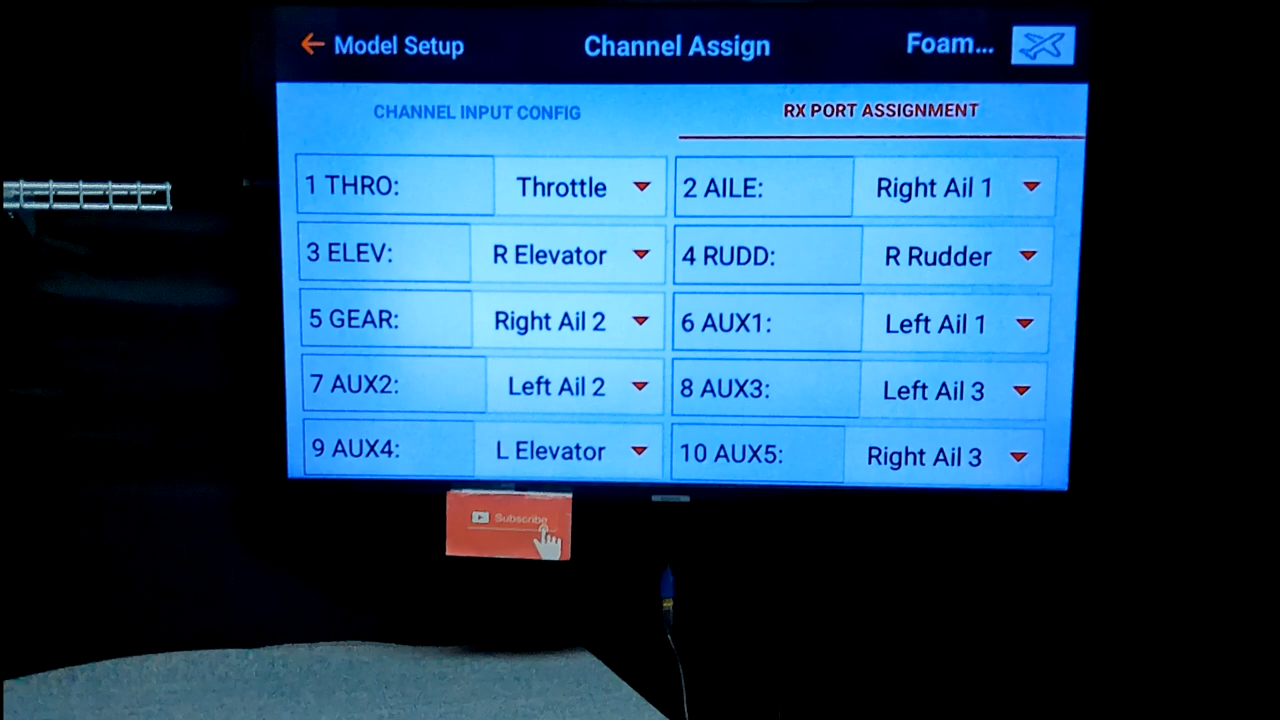 Model Setup
Channel Assign
Foam...
CHANNEL INPUT CONFIG
RX PORT ASSIGNMENT
1 THRO: Throttle
2 AILE: Right Ail 1
3 ELEV: R Elevator
4 RUDD: R Rudder
5 GEAR: Right Ail 2
6 AUX1: Left Ail 1
7 AUX2: Left Ail 2
8 AUX3: Left Ail 3
9 AUX4: L Elevator
10 AUX5: Right Ail 3
Subscribe